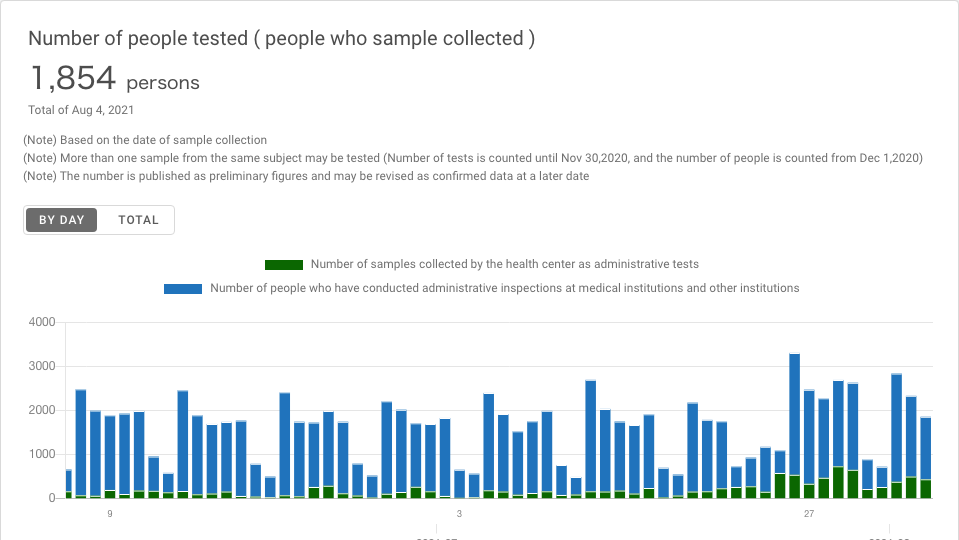 Number of people tested ( people who sample collected )
1,854 persons
Total of Aug 4, 2021
(Note) Based on the date of sample collection
(Note) More than one sample from the same subject may be tested (Number of tests is counted until Nov 30,2020, and the number of people is counted from Dec 1,2020)
(Note) The number is published as preliminary figures and may be revised as confirmed data at a later date
BY DAY TOTAL
Number of samples collected by the health center as administrative tests
Number of people who have conducted administrative inspections at medical institutions and other institutions
4000
3000
2000
1000
0
9 3 27